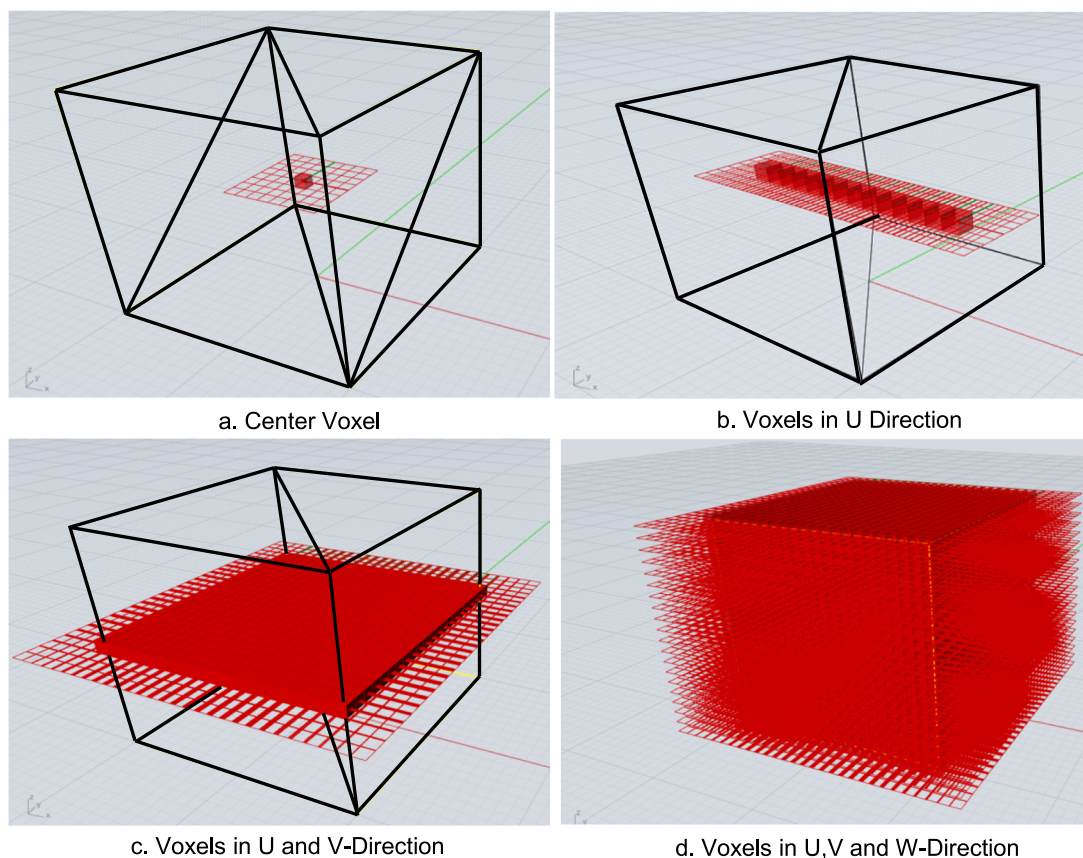 a. Center Voxel
b. Voxels in U Direction
c. Voxels in U and V-Direction
d. Voxels in U,V and W-Direction
z
y
x
z
y
x
z
y
x
z